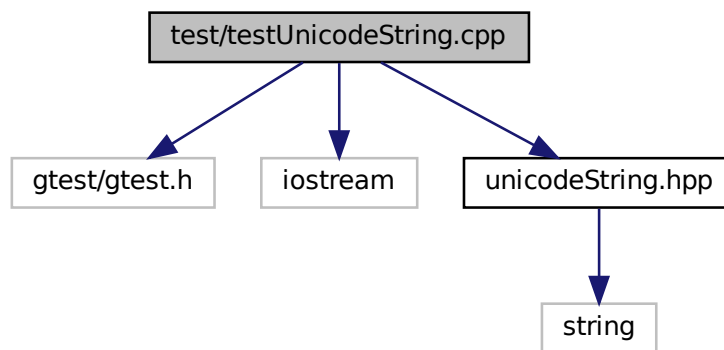 test/testUnicodeString.cpp
gtest/gtest.h
iostream
unicodeString.hpp
string